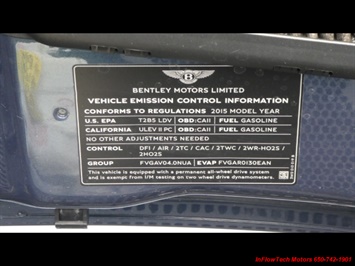 B
BENTLEY MOTORS LIMITED
VEHICLE EMISSION CONTROL INFORMATION
CONFORMS TO REGULATIONS 2015 MODEL YEAR
U.S. EPA T2B5 LDV OBD:CAII FUEL GASOLINE
CALIFORNIA ULEV II PC OBD:CAII FUEL GASOLINE
NO OTHER ADJUSTMENTS NEEDED
CONTROL DFI / AIR / 2TC / CAC / 2TWC / 2WR-HO2S /
2HO2S
GROUP FVGAV04.0NUA EVAP FVGAR0130EAN
This vehicle is equipped with a permanent all-wheel drive system
and is exempt from I/M testing on two wheel drive dynamometers.
InFlowTech Motors 650-742-1901